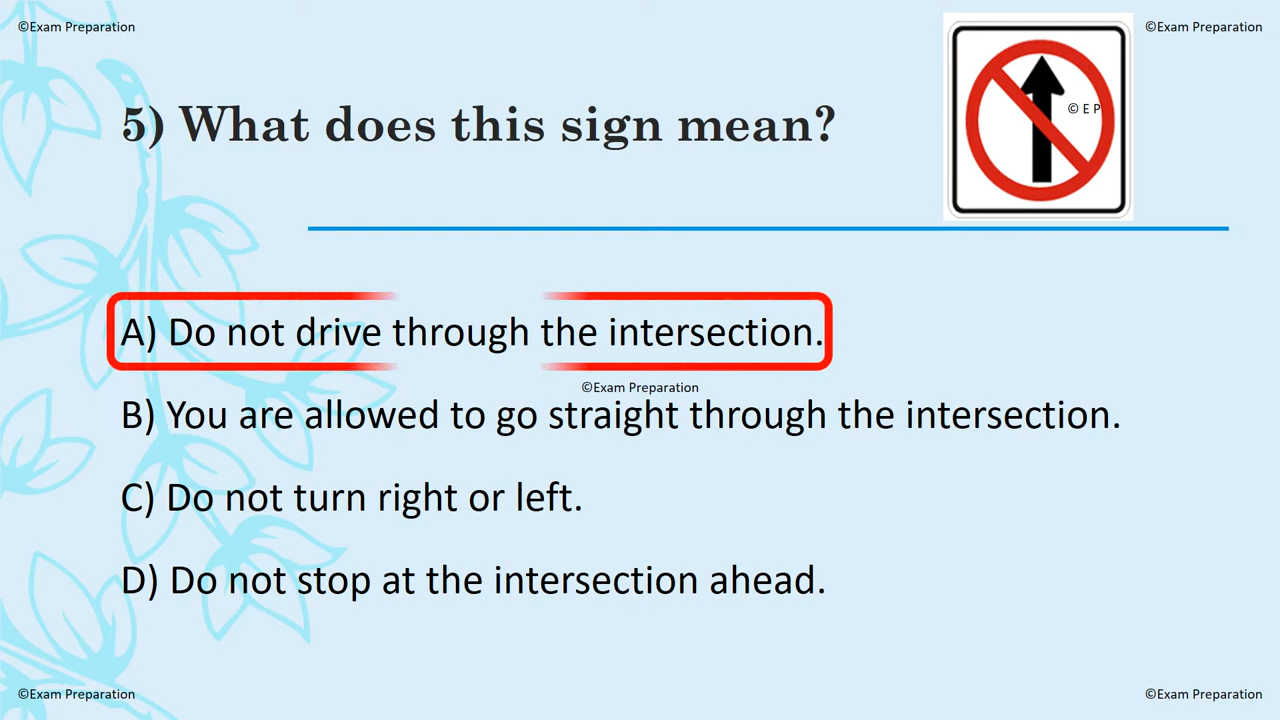 ©Exam Preparation
©Exam Preparation
5) What does this sign mean?
© E P
A) Do not drive through the intersection.
©Exam Preparation
B) You are allowed to go straight through the intersection.
C) Do not turn right or left.
D) Do not stop at the intersection ahead.
©Exam Preparation
©Exam Preparation